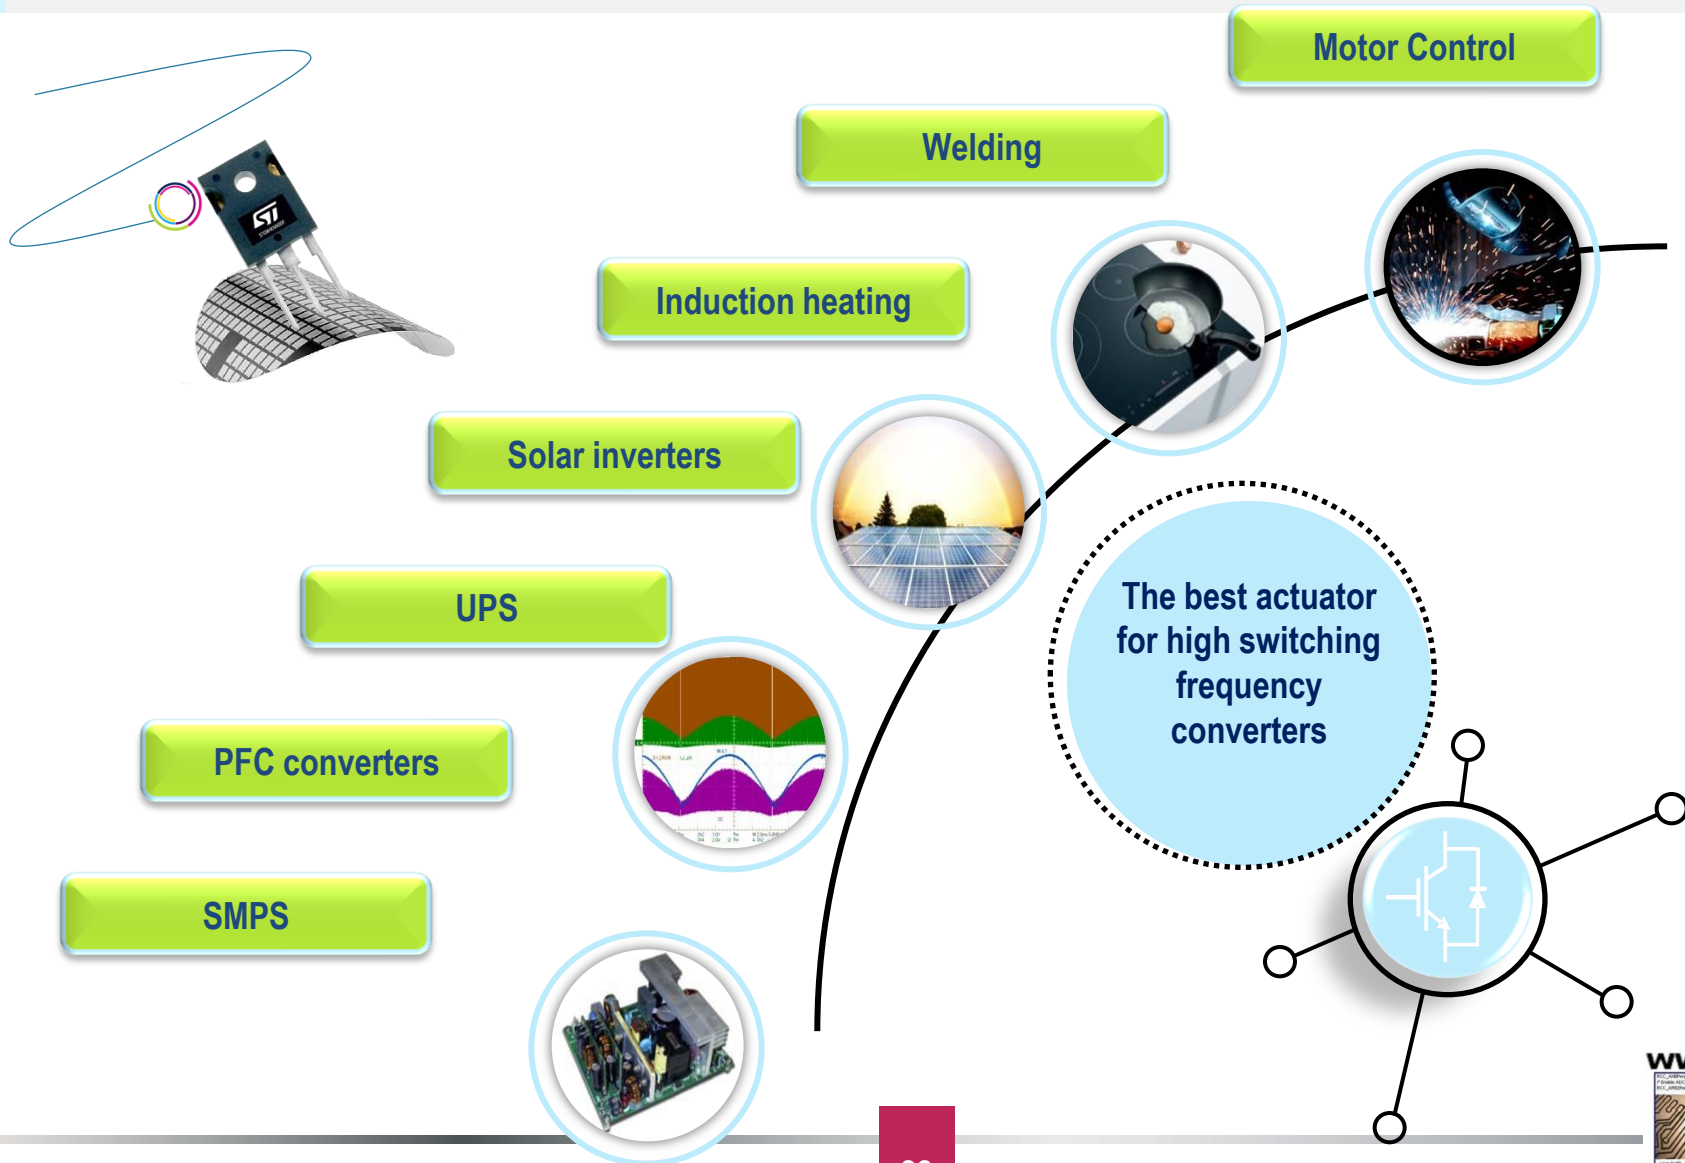 Motor Control
Welding
ST
Induction heating
Solar inverters
The best actuator
for high switching
frequency
converters
UPS
PFC converters
SMPS